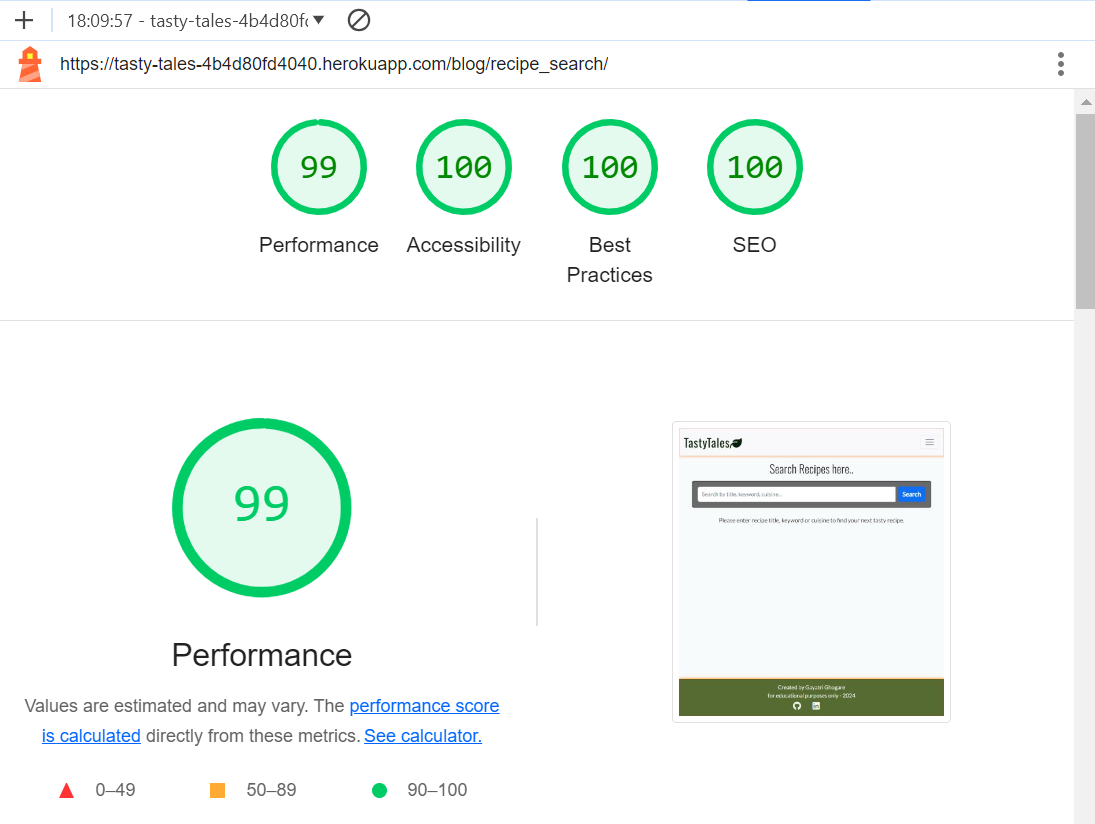 18:09:57 - tasty-tales-4b4d80f
https://tasty-tales-4b4d80fd4040.herokuapp.com/blog/recipe_search/
99 100 100 100
Performance Accessibility Best Practices SEO
99
Performance
Values are estimated and may vary. The performance score
is calculated directly from these metrics. See calculator.
0–49 50–89 90–100
TastyTales
Search Recipes here..
Search by title, keyword, cuisine... Search
Please enter recipe title, keyword or cuisine to find your next tasty recipe.
Created by Gayatri Ghogare
for educational purposes only - 2024